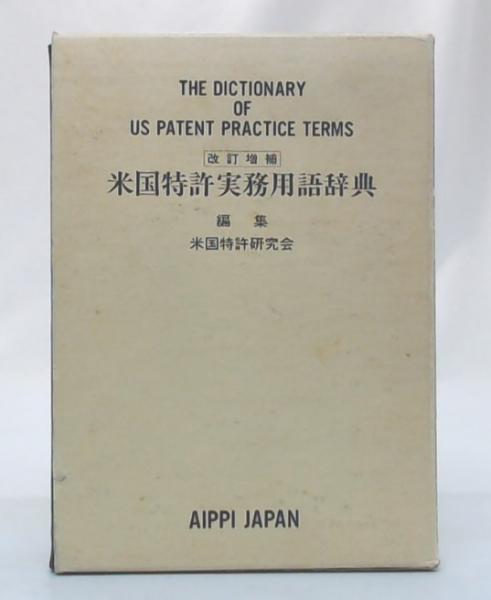 THE DICTIONARY
OF
US PATENT PRACTICE TERMS
改訂増補
米国特許実務用語辞典
編集
米国特許研究会
AIPPI JAPAN